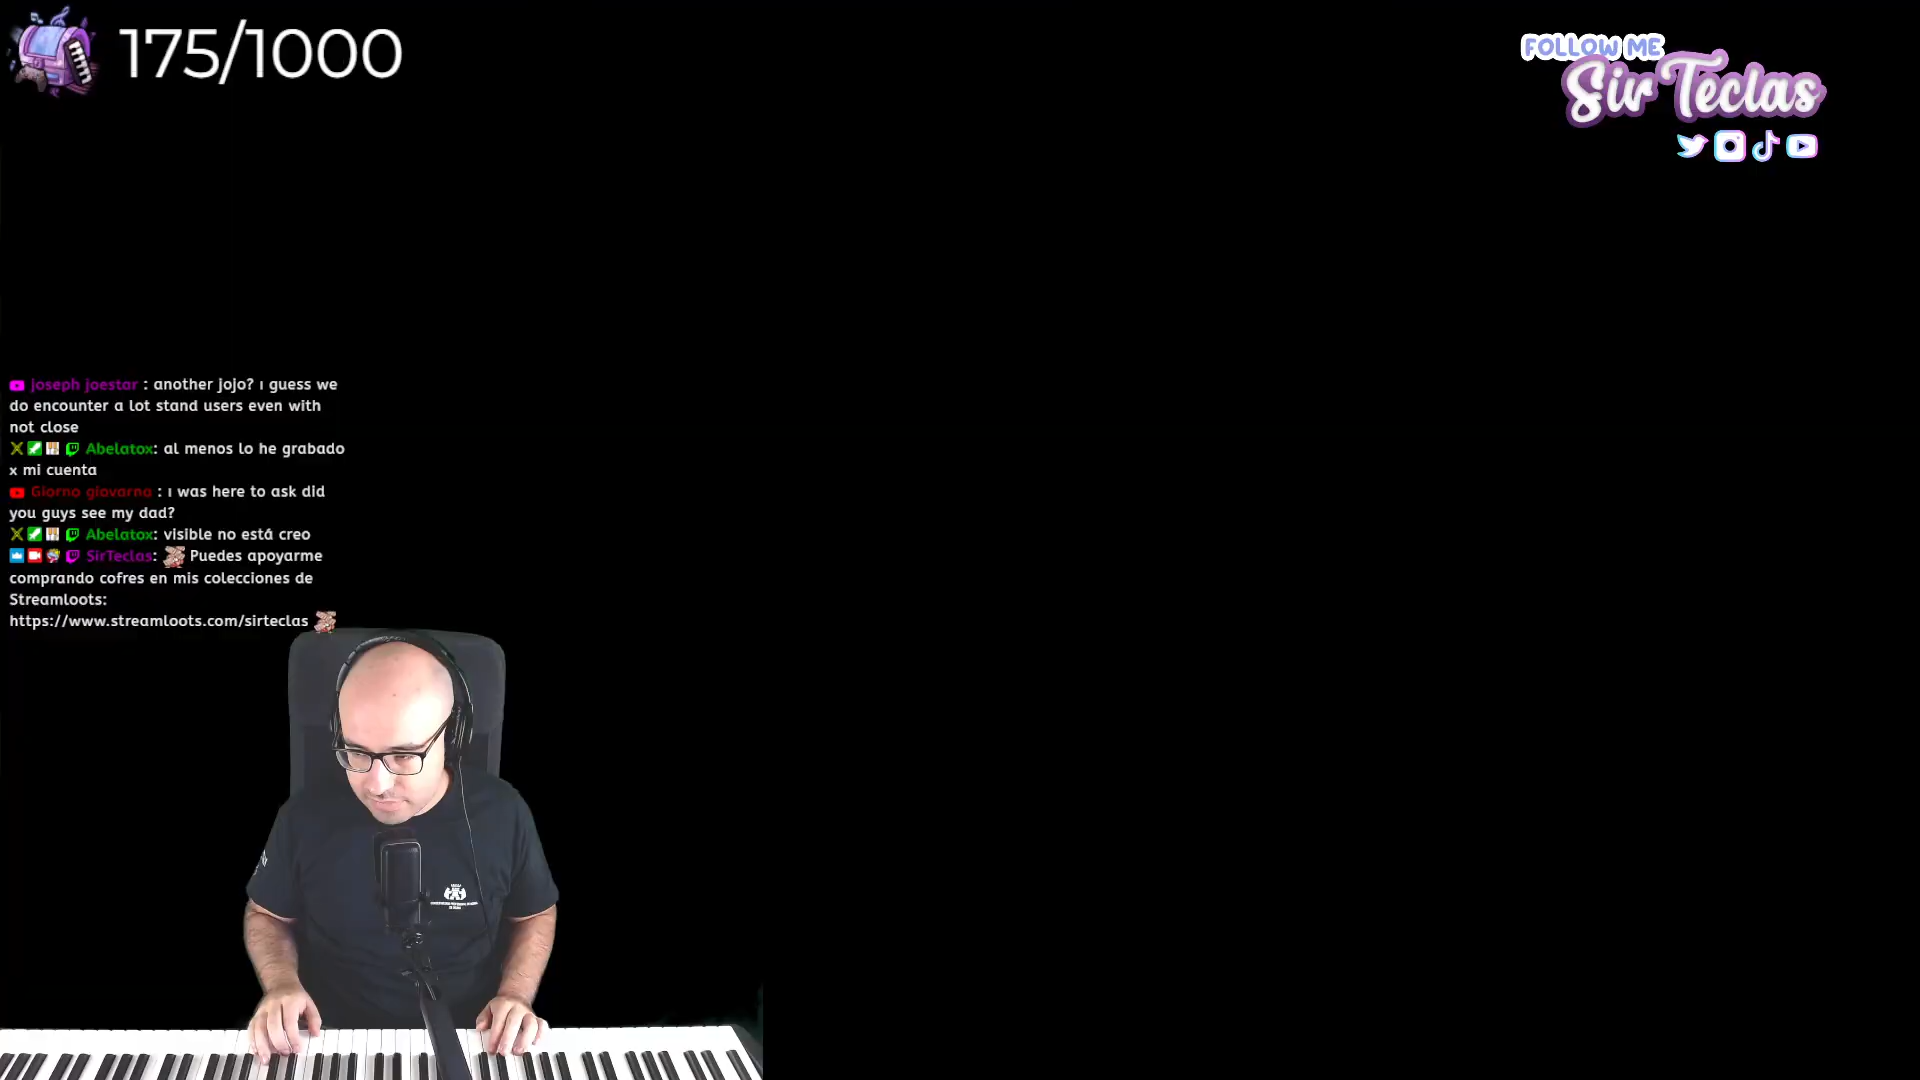 175/1000
FOLLOW ME
Sir Teclas
joseph joestar : another jojo? i guess we
do encounter a lot stand users even with
not close
Abelatox: al menos lo he grabado
x mi cuenta
Giorno giovarna : i was here to ask did
you guys see my dad?
Abelatox: visible no está creo
SirTeclas: Puedes apoyarme
comprando cofres en mis colecciones de
Streamloots:
https://www.streamloots.com/sirteclas